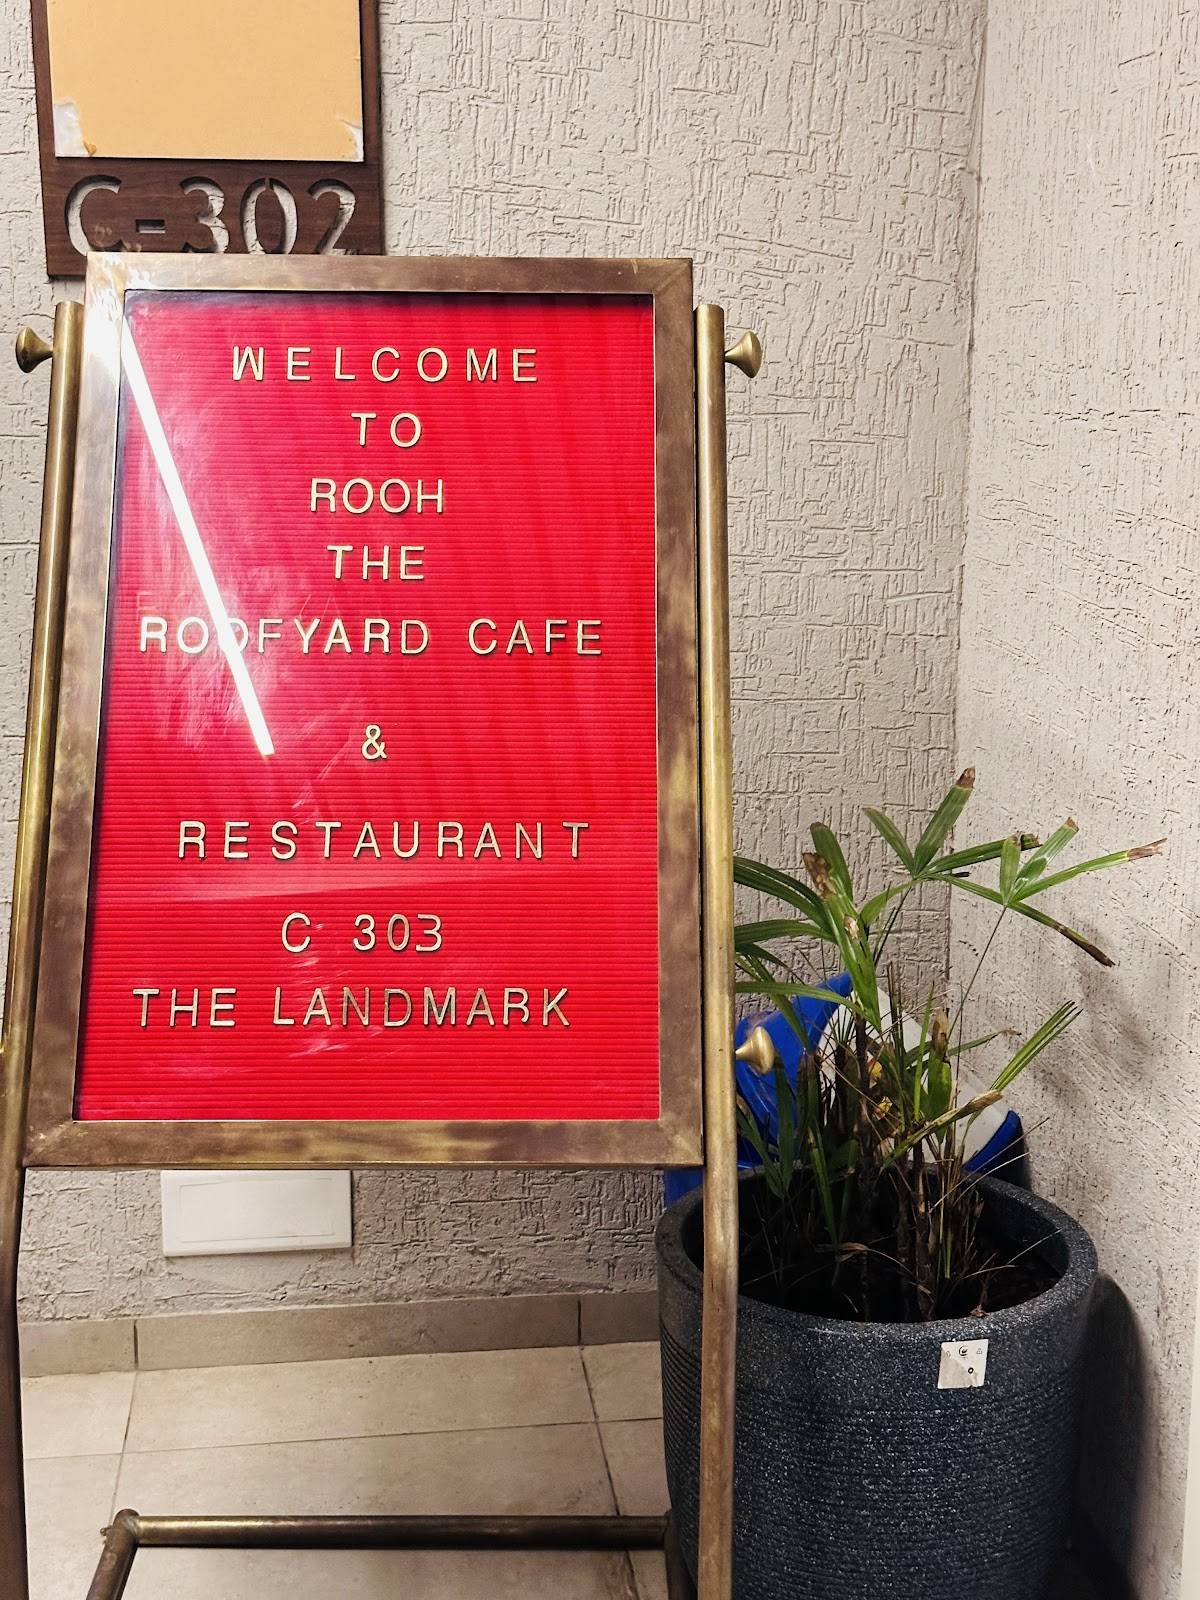 C-302
WELCOME
TO
ROOH
THE
ROOFYARD CAFE
&
RESTAURANT
C 303
THE LANDMARK